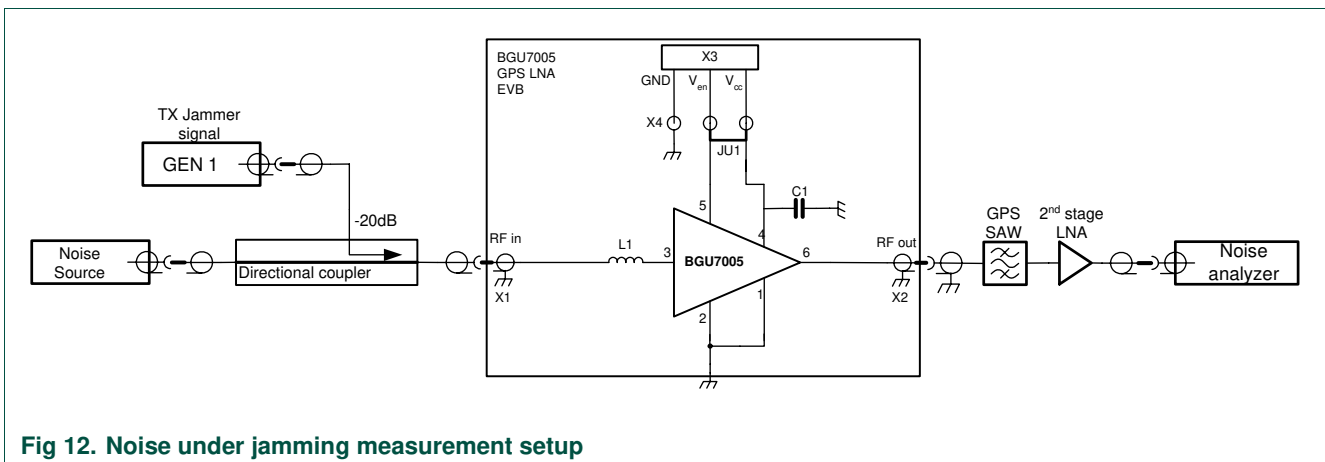 BGU7005
GPS LNA
EVB
X3
GND
Ven
Vcc
X4
JU1
TX Jammer
signal
GEN 1
-20dB
C1
5
4
GPS
SAW
2nd stage
LNA
Noise
Source
Directional coupler
RF in
X1
L1
3
BGU7005
6
1
2
RF out
X2
Noise
analyzer
Fig 12. Noise under jamming measurement setup